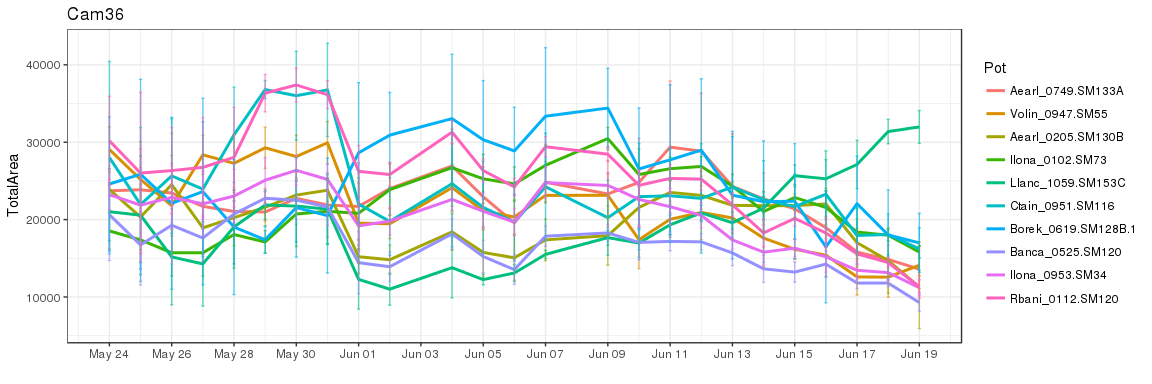 Cam36
TotalArea
40000
30000
20000
10000
May 24
May 26
May 28
May 30
Jun 01
Jun 03
Jun 05
Jun 07
Jun 09
Jun 11
Jun 13
Jun 15
Jun 17
Jun 19
Pot
Aearl_0749.SM133A
Volin_0947.SM55
Aearl_0205.SM130B
Ilona_0102.SM73
Llanc_1059.SM153C
Ctain_0951.SM116
Borek_0619.SM128B.1
Banca_0525.SM120
Ilona_0953.SM34
Rbani_0112.SM120